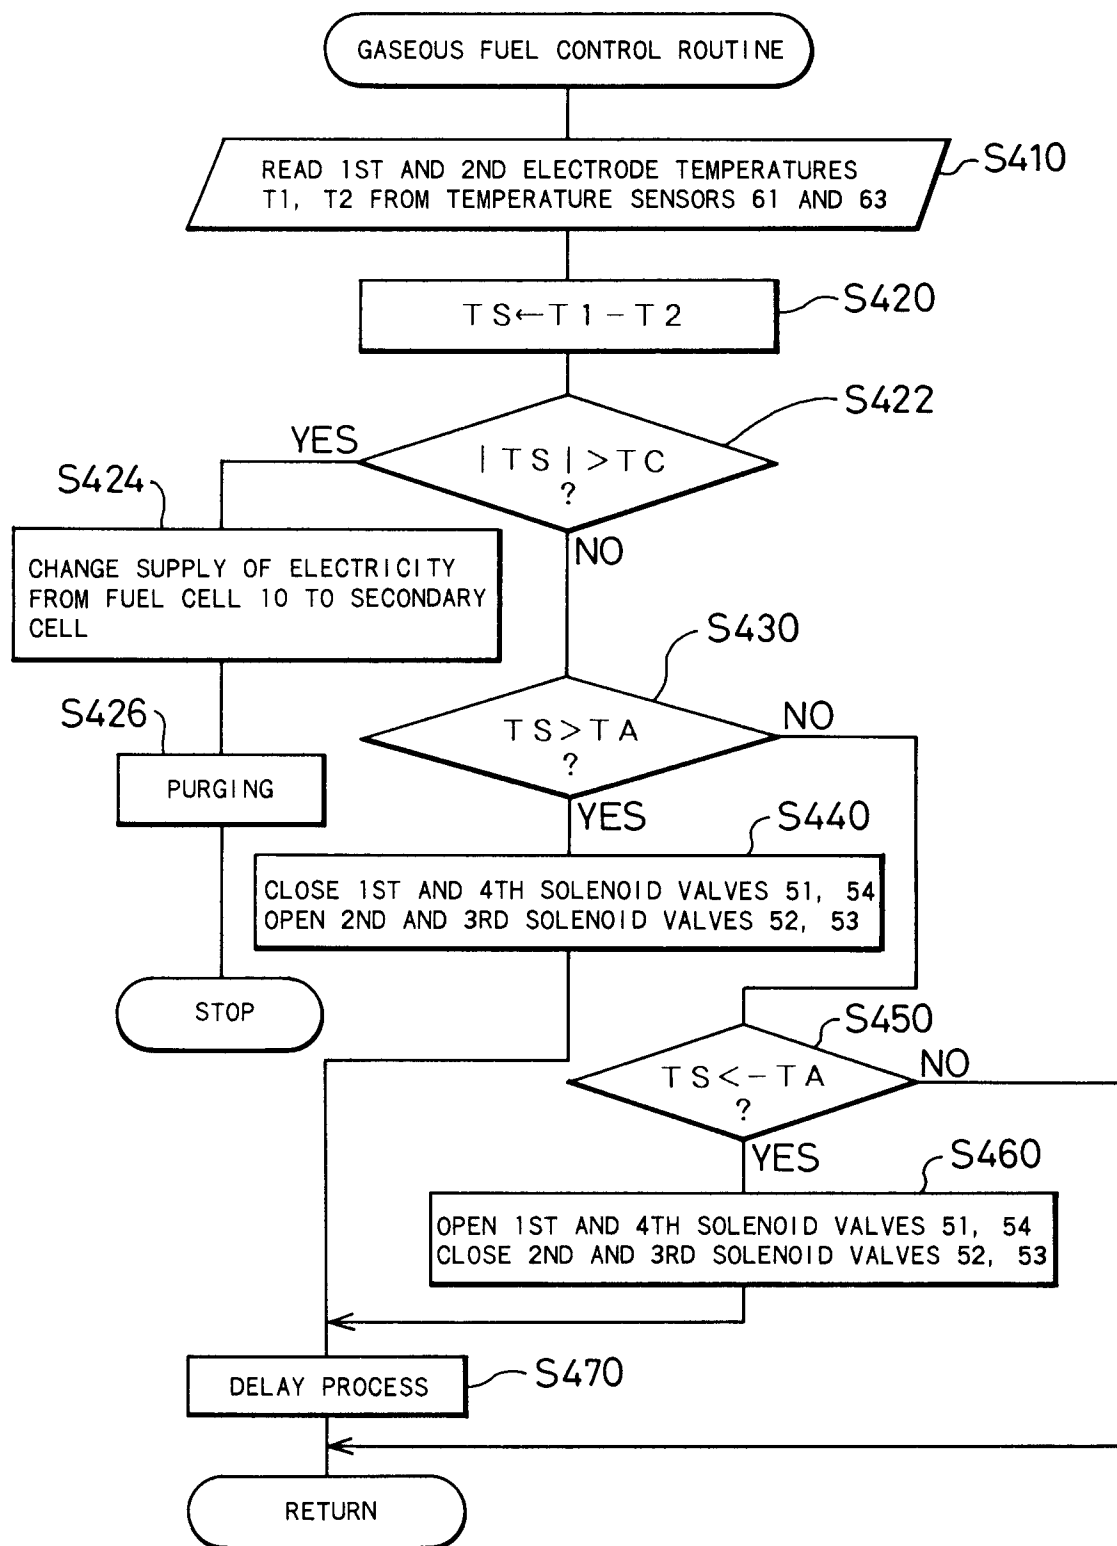 GASEOUS FUEL CONTROL ROUTINE
READ 1ST AND 2ND ELECTRODE TEMPERATURES
T1, T2 FROM TEMPERATURE SENSORS 61 AND 63
S410
TS←T1-T2
S420
|TS|>TC
?
S422
YES
NO
S424
CHANGE SUPPLY OF ELECTRICITY
FROM FUEL CELL 10 TO SECONDARY
CELL
S426
PURGING
STOP
S430
TS>TA
?
NO
YES
S440
CLOSE 1ST AND 4TH SOLENOID VALVES 51, 54
OPEN 2ND AND 3RD SOLENOID VALVES 52, 53
S450
TS<-TA
?
NO
YES
S460
OPEN 1ST AND 4TH SOLENOID VALVES 51, 54
CLOSE 2ND AND 3RD SOLENOID VALVES 52, 53
DELAY PROCESS
S470
RETURN